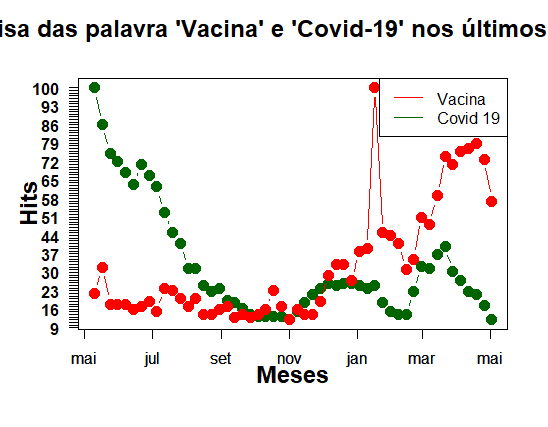 isa das palavra 'Vacina' e 'Covid-19' nos últimos
100
93
86
79
72
65
58
51
44
37
30
23
16
9
Hits
Vacina
Covid 19
mai jul set nov jan mar mai
Meses